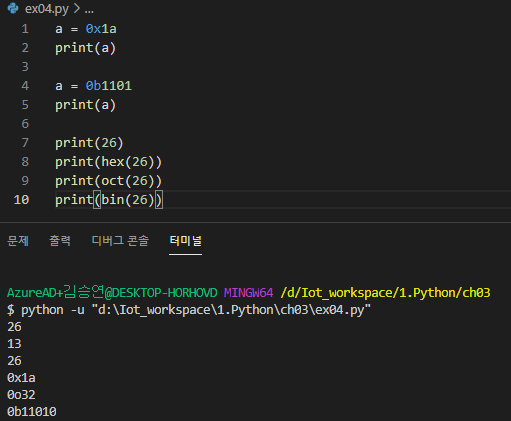 ex04.py > ...
1 a = 0x1a
2 print(a)
3
4 a = 0b1101
5 print(a)
6
7 print(26)
8 print(hex(26))
9 print(oct(26))
10 print(bin(26))
문제 출력 디버그 콘솔 터미널
AzureAD+김승연@DESKTOP-HORHOVD MINGW64 /d/Iot_workspace/1.Python/ch03
$ python -u "d:\Iot_workspace\1.Python\ch03\ex04.py"
26
13
26
0x1a
0o32
0b11010